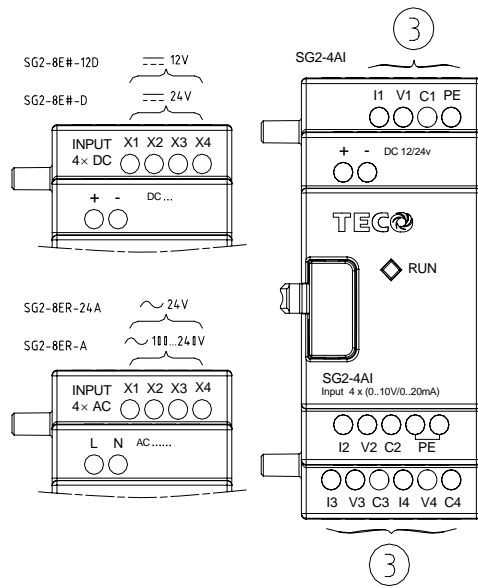 SG2-8E#-12D
12V
SG2-8E#-D
24V
INPUT X1 X2 X3 X4
4× DC
+ - DC...
SG2-8ER-24A
24V
SG2-8ER-A
100...240V
INPUT X1 X2 X3 X4
4× AC
L N AC......
3
SG2-4AI
I1 V1 C1 PE
+ - DC 12/24v
TECO
RUN
SG2-4AI
Input 4 x (0..10V/0..20mA)
I2 V2 C2 PE
I3 V3 C3 I4 V4 C4
3